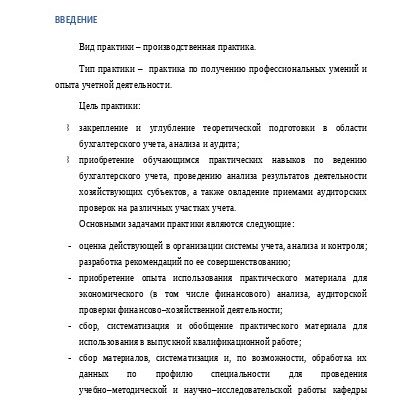 ВВЕДЕНИЕ
Вид практики – производственная практика.
Тип практики – практика по получению профессиональных умений и
опыта учетной деятельности.
Цель практики:
закрепление и углубление теоретической подготовки в области
бухгалтерского учета, анализа и аудита;
приобретение обучающимся практических навыков по ведению
бухгалтерского учета, проведению анализа результатов деятельности
хозяйствующих субъектов, а также овладение приемами аудиторских
проверок на различных участках учета.
Основными задачами практики являются следующие:
- оценка действующей в организации системы учета, анализа и контроля;
разработка рекомендаций по ее совершенствованию;
- приобретение опыта использования практического материала для
экономического (в том числе финансового) анализа, аудиторской
проверки финансово–хозяйственной деятельности;
- сбор, систематизация и обобщение практического материала для
использования в выпускной квалификационной работе;
- сбор материалов, систематизация и, по возможности, обработка их
данных по профилю специальности для проведения
учебно–методической и научно–исследовательской работы кафедры